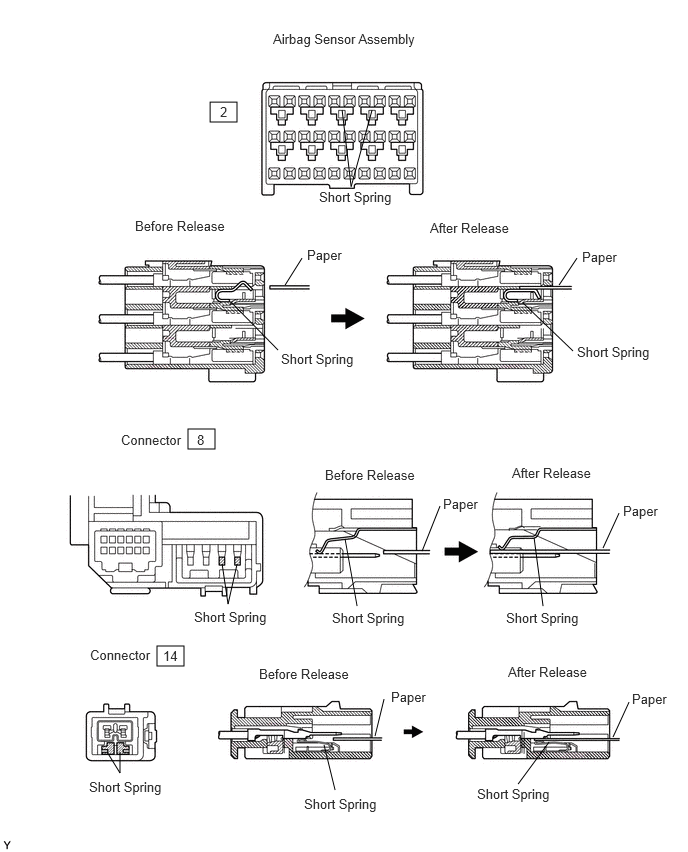 Airbag Sensor Assembly
2
Short Spring
Before Release
After Release
Paper
Paper
Short Spring
Short Spring
Connector 8
Before Release
After Release
Paper
Paper
Short Spring
Short Spring
Short Spring
Connector 14
Before Release
After Release
Paper
Paper
Short Spring
Short Spring
Short Spring
Y